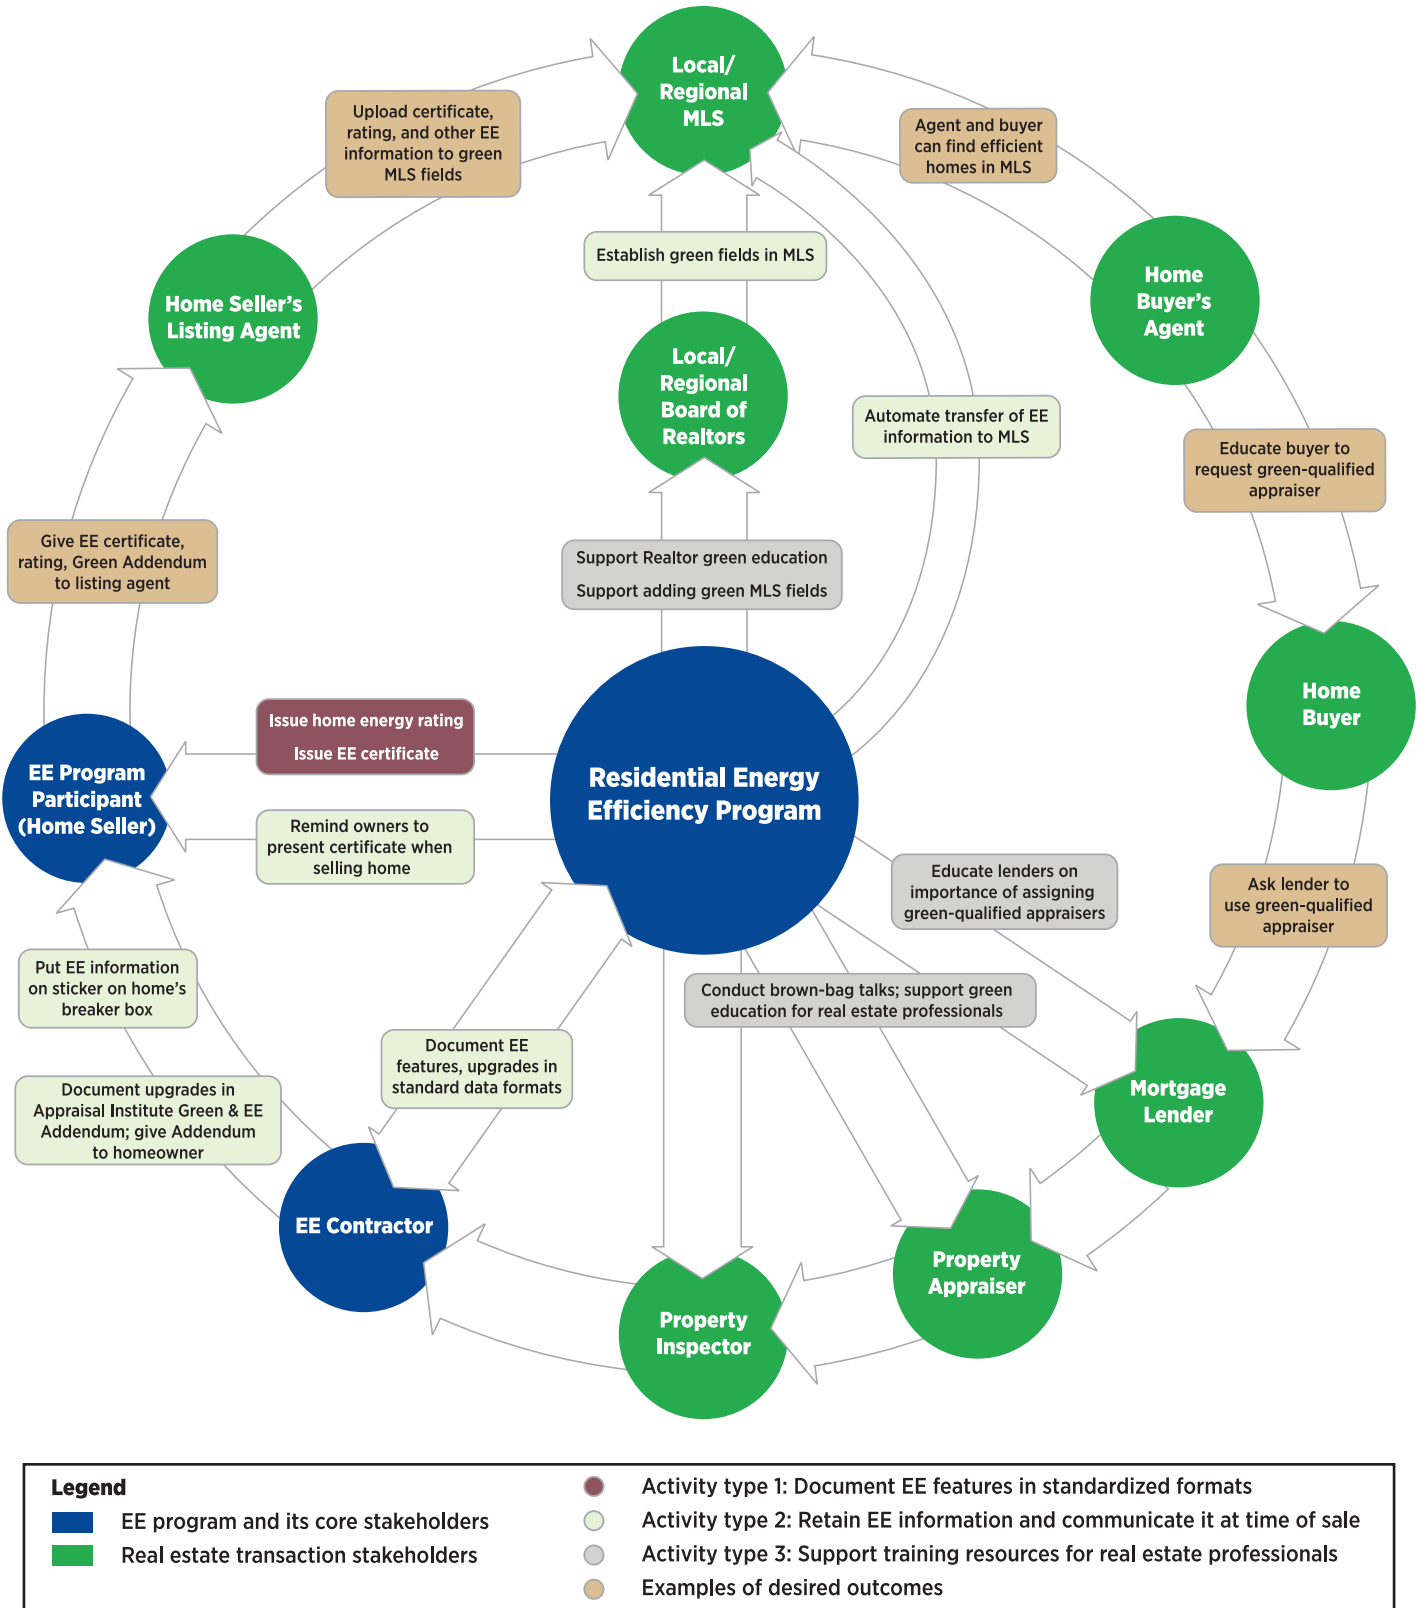 Local/
Regional
MLS
Upload certificate,
rating, and other EE
information to green
MLS fields
Agent and buyer
can find efficient
homes in MLS
Establish green fields in MLS
Home Seller's
Listing Agent
Home
Buyer's
Agent
Local/
Regional
Board of
Realtors
Automate transfer of EE
information to MLS
Educate buyer to
request green-qualified
appraiser
Give EE certificate,
rating, Green Addendum
to listing agent
Support Realtor green education
Support adding green MLS fields
Home
Buyer
Issue home energy rating
Issue EE certificate
EE Program
Participant
(Home Seller)
Residential Energy
Efficiency Program
Remind owners to
present certificate when
selling home
Educate lenders on
importance of assigning
green-qualified appraisers
Ask lender to
use green-qualified
appraiser
Put EE information
on sticker on home's
breaker box
Conduct brown-bag talks; support green
education for real estate professionals
Document EE
features, upgrades in
standard data formats
Document upgrades in
Appraisal Institute Green & EE
Addendum; give Addendum
to homeowner
Mortgage
Lender
EE Contractor
Property
Appraiser
Property
Inspector
Legend
EE program and its core stakeholders
Real estate transaction stakeholders
Activity type 1: Document EE features in standardized formats
Activity type 2: Retain EE information and communicate it at time of sale
Activity type 3: Support training resources for real estate professionals
Examples of desired outcomes